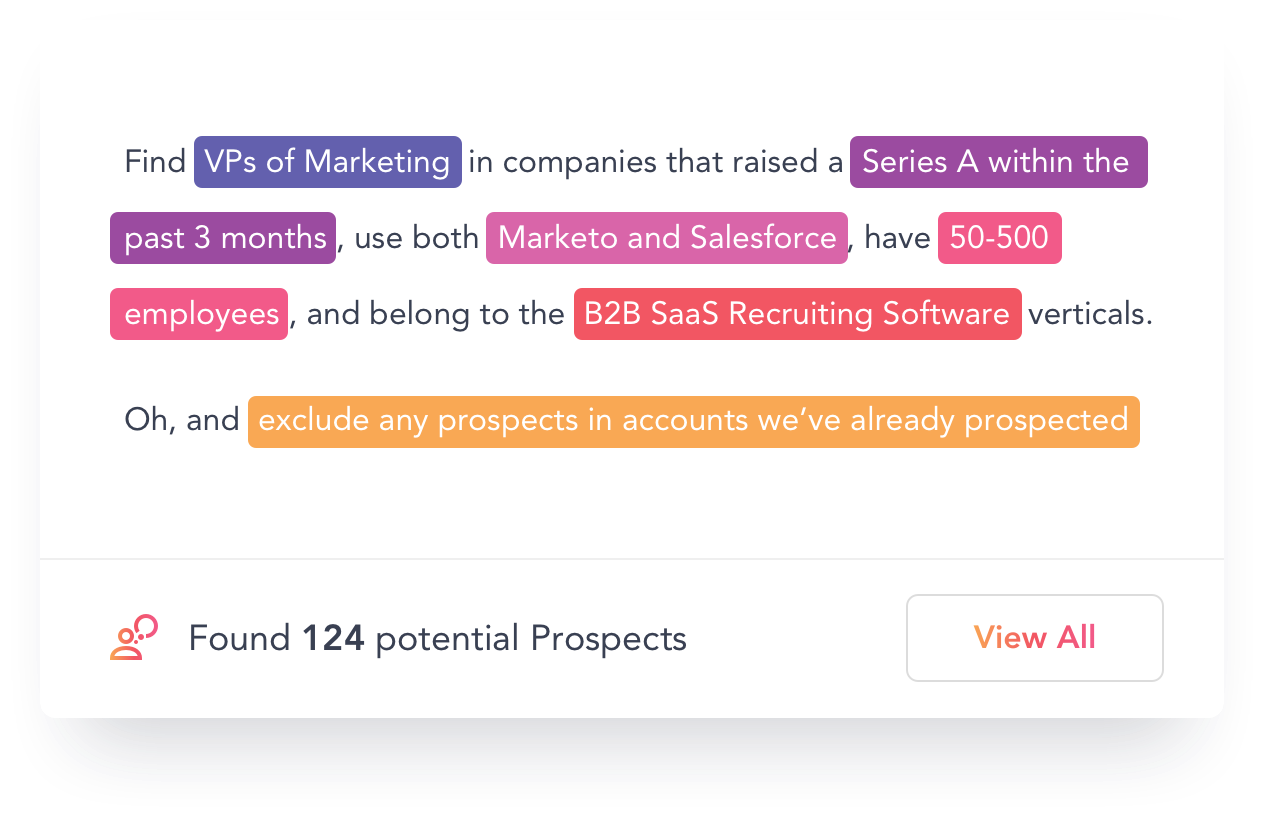 Find VPs of Marketing in companies that raised a Series A within the
past 3 months, use both Marketo and Salesforce, have 50-500
employees, and belong to the B2B SaaS Recruiting Software verticals.
Oh, and exclude any prospects in accounts we’ve already prospected
Found 124 potential Prospects
View All